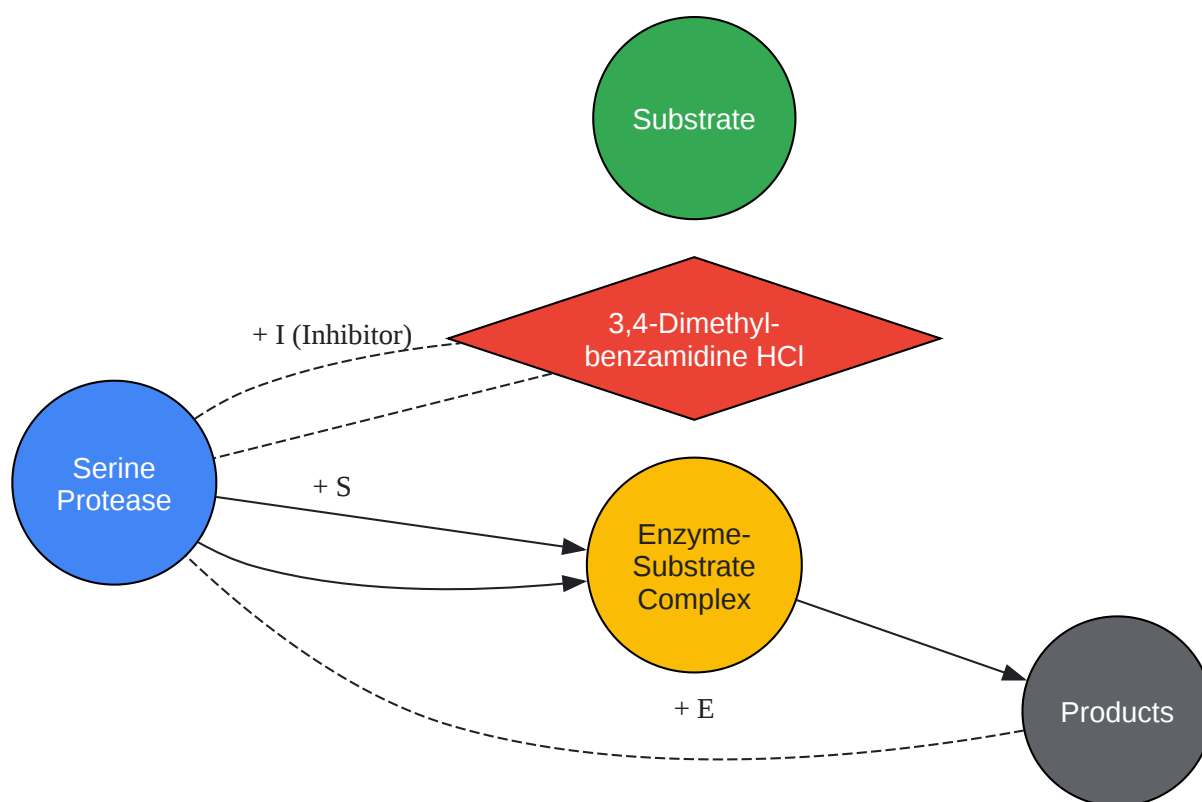 Substrate
3,4-Dimethyl-
benzamidine HCl
+ I (Inhibitor)
Serine
Protease
+ S
Enzyme-
Substrate
Complex
+ E
Products